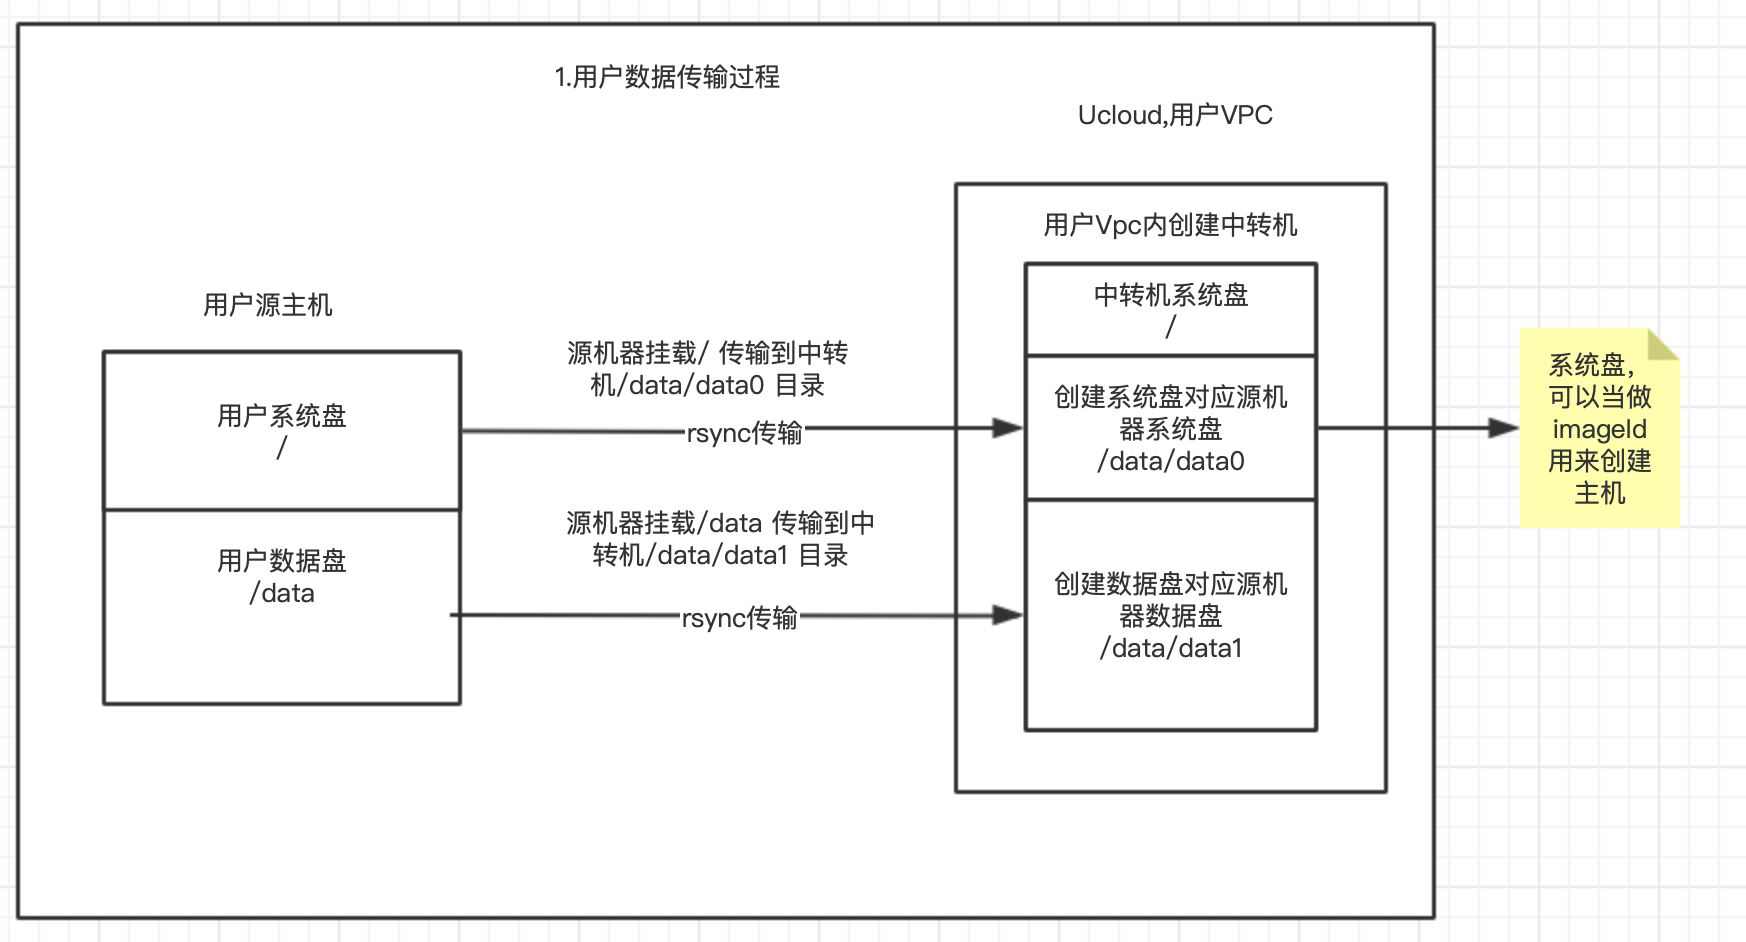 1.用户数据传输过程
Ucloud,用户VPC
用户源主机
用户系统盘
/
用户数据盘
/data
源机器挂载/ 传输到中转
机/data/data0 目录
rsync传输
源机器挂载/data 传输到中
转机/data/data1 目录
rsync传输
用户Vpc内创建中转机
中转机系统盘
/
创建系统盘对应源机
器系统盘
/data/data0
创建数据盘对应源机
器数据盘
/data/data1
系统盘，
可以当做
imageId
用来创建
主机